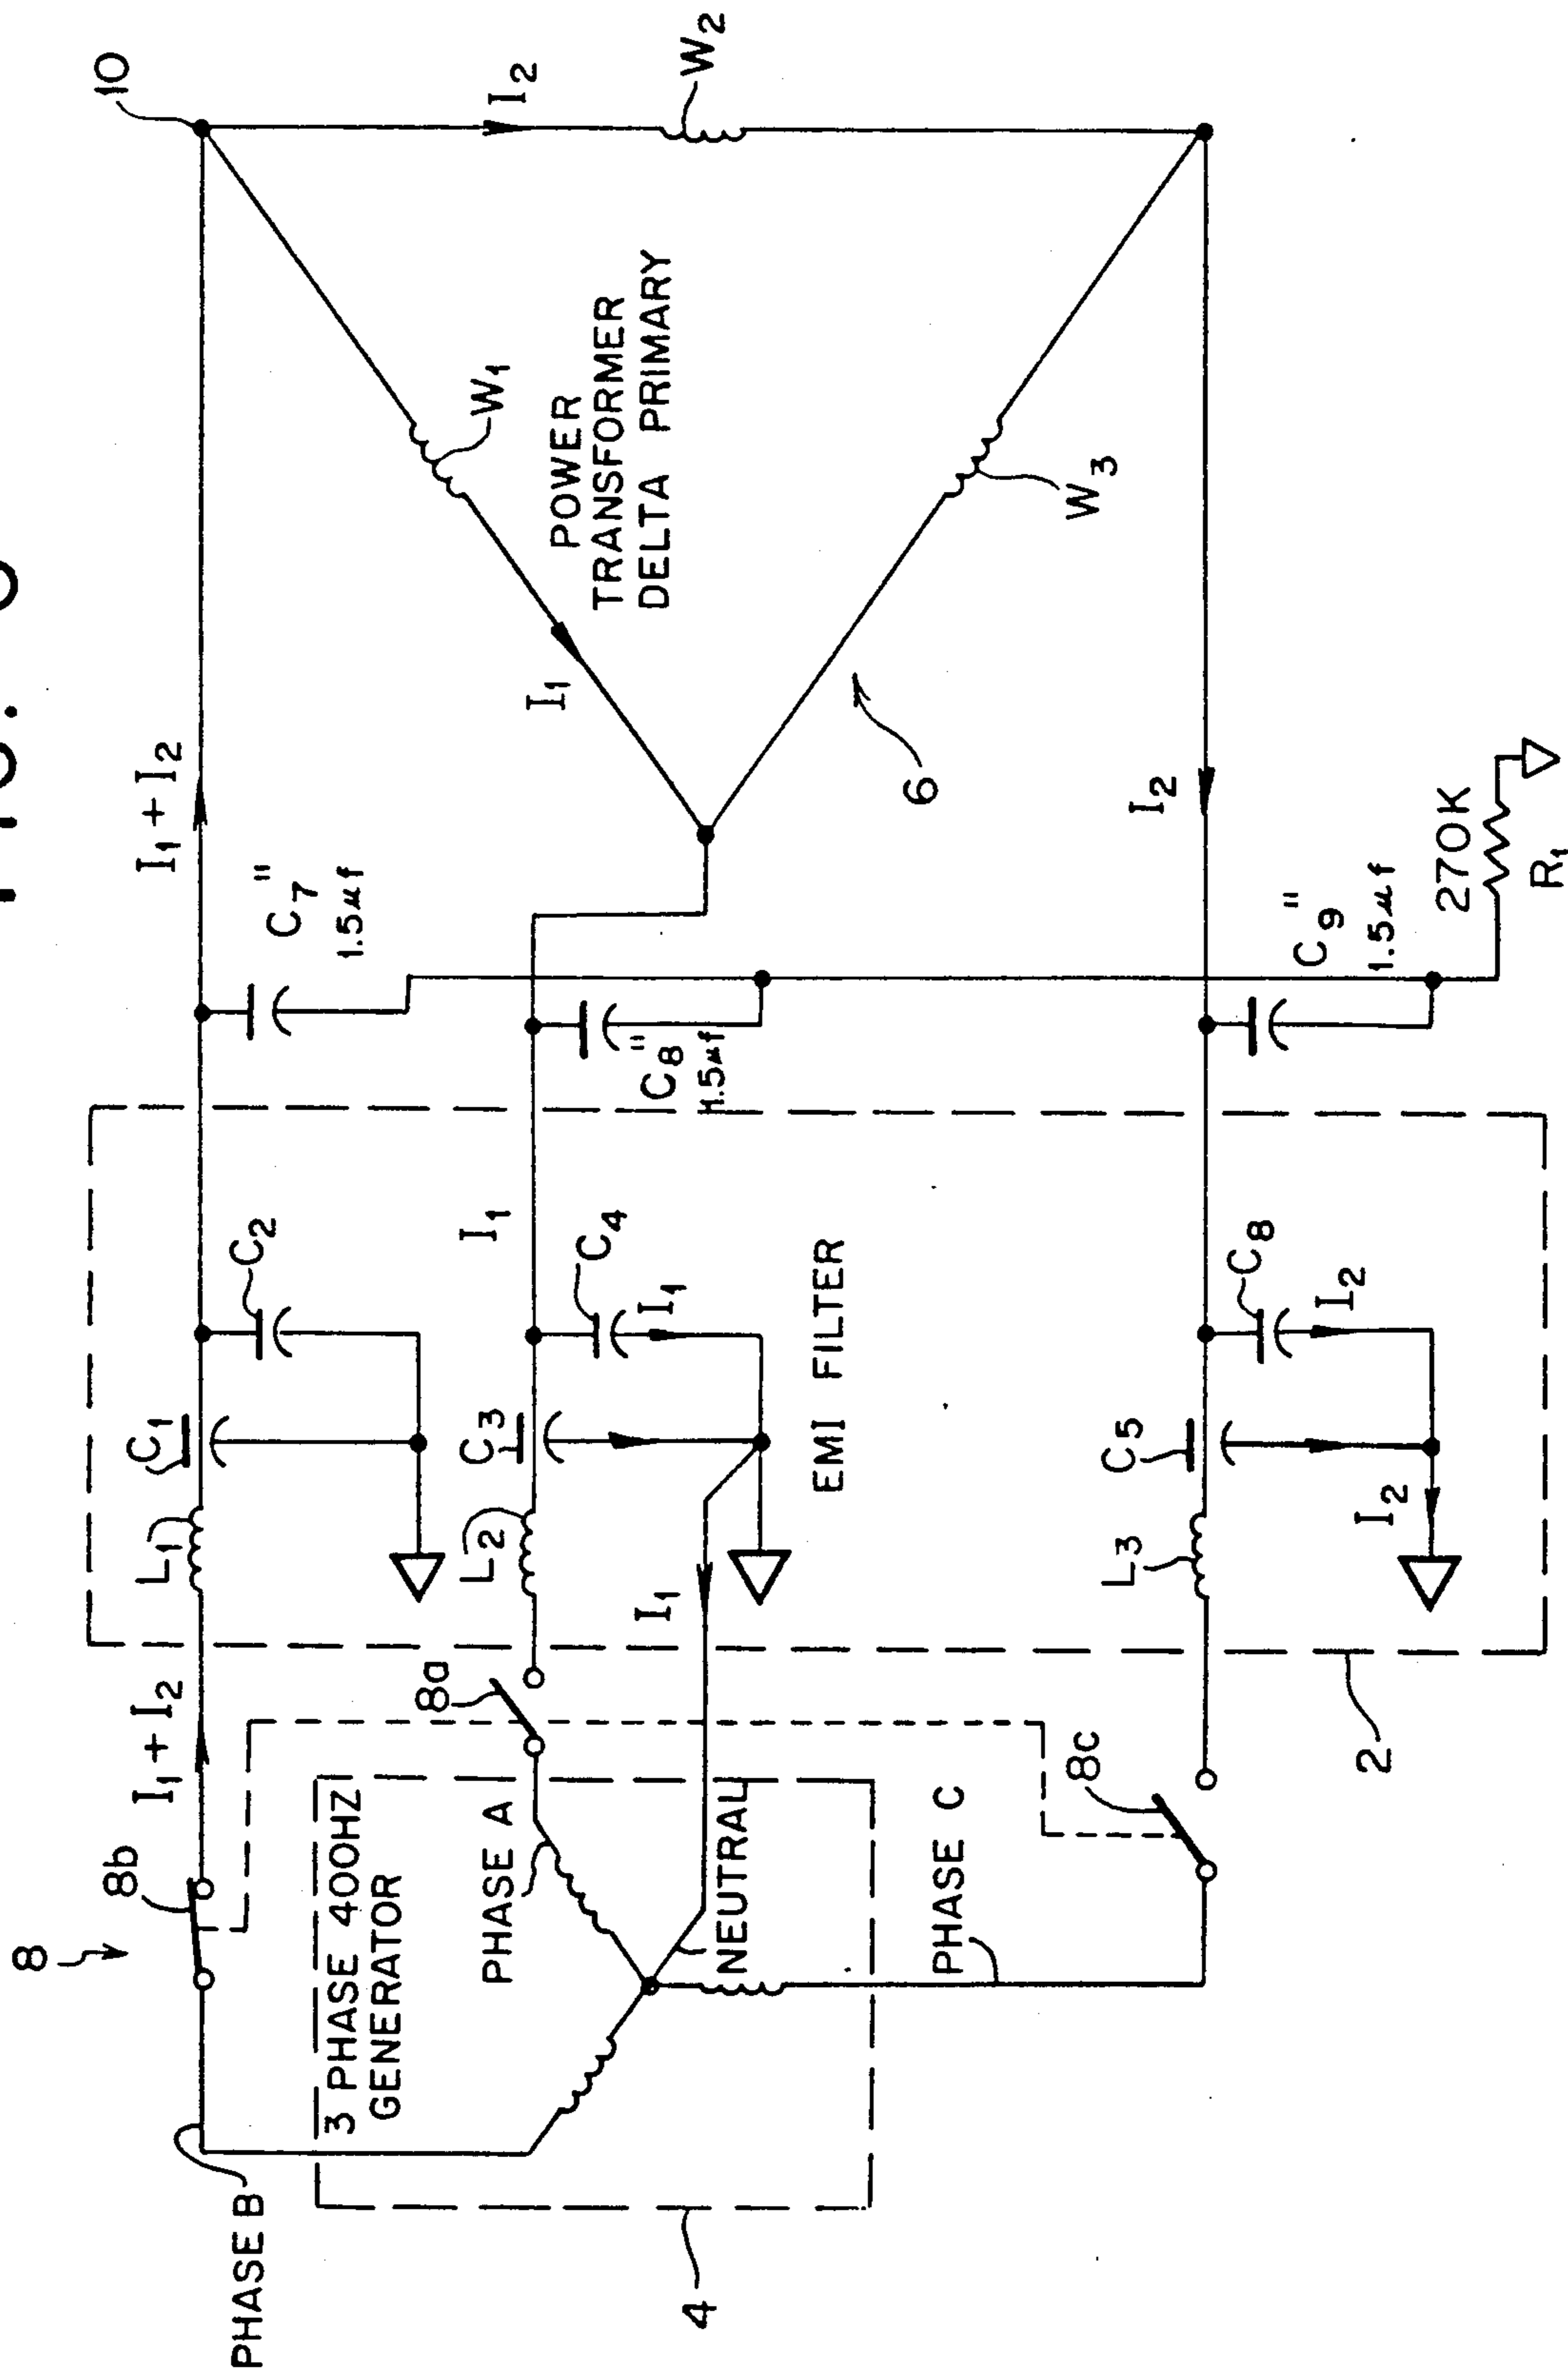 8
8b
I1 + I2
L1
C1
C2
C7"
1.5μf
I1 + I2
10
PHASE B
3 PHASE 400HZ
GENERATOR
PHASE A
8a
L2
C3
I1
C4
I1
C8"
1.5μf
I1
W1
I2
W2
POWER
TRANSFORMER
DELTA PRIMARY
NEUTRAL
I1
EMI FILTER
6
W3
4
PHASE C
8c
L3
C5
C8
I2
I2
C9"
1.5μf
I2
2
270K
R1